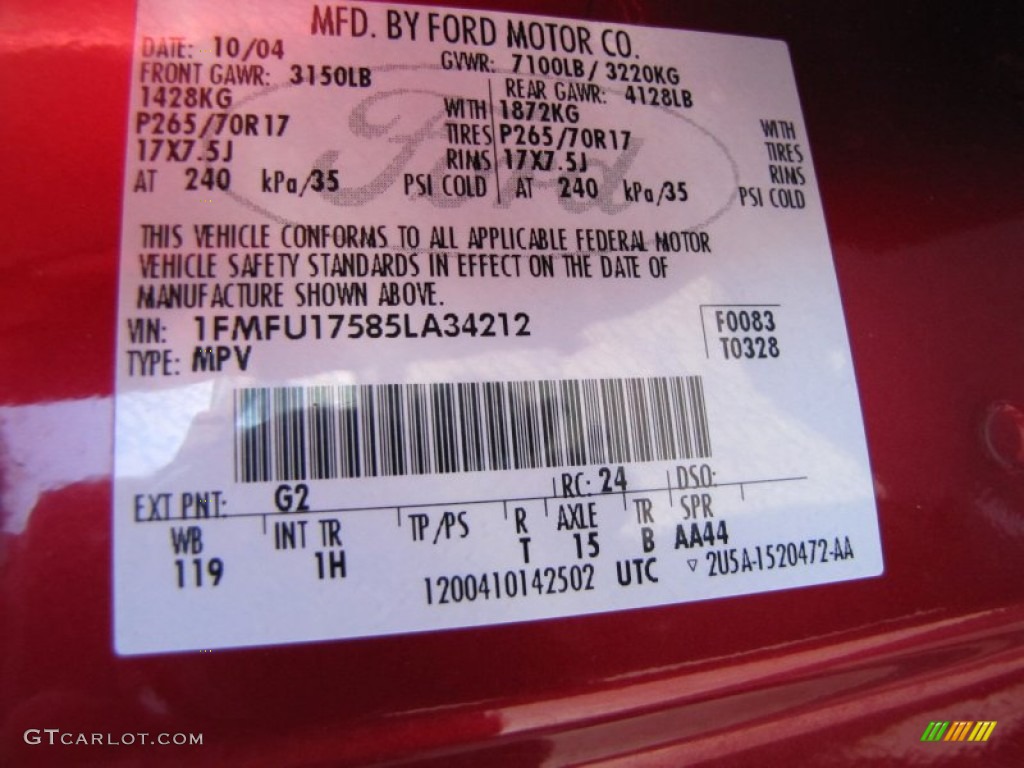 MFD. BY FORD MOTOR CO.
DATE: 10/04 GVWR: 7100LB/ 3220KG
FRONT GAWR: 3150LB REAR GAWR: 4128LB
1428KG WITH 1872KG WITH
P265/70R17 TIRES P265/70R17 TIRES
17X7.5J RIMS 17X7.5J RIMS
AT 240 kPa/35 PSI COLD AT 240 kPa/35 PSI COLD
Ford
THIS VEHICLE CONFORMS TO ALL APPLICABLE FEDERAL MOTOR
VEHICLE SAFETY STANDARDS IN EFFECT ON THE DATE OF
MANUFACTURE SHOWN ABOVE.
VIN: 1FMFU17585LA34212 F0083
TYPE: MPV T0328
EXT PNT: G2 RC: 24 DSO:
WB INT TR TP/PS R AXLE TR SPR
119 1H T 15 B AA44
1200410142502 UTC ▽ 2U5A-1520472-AA
GTCARLOT.COM